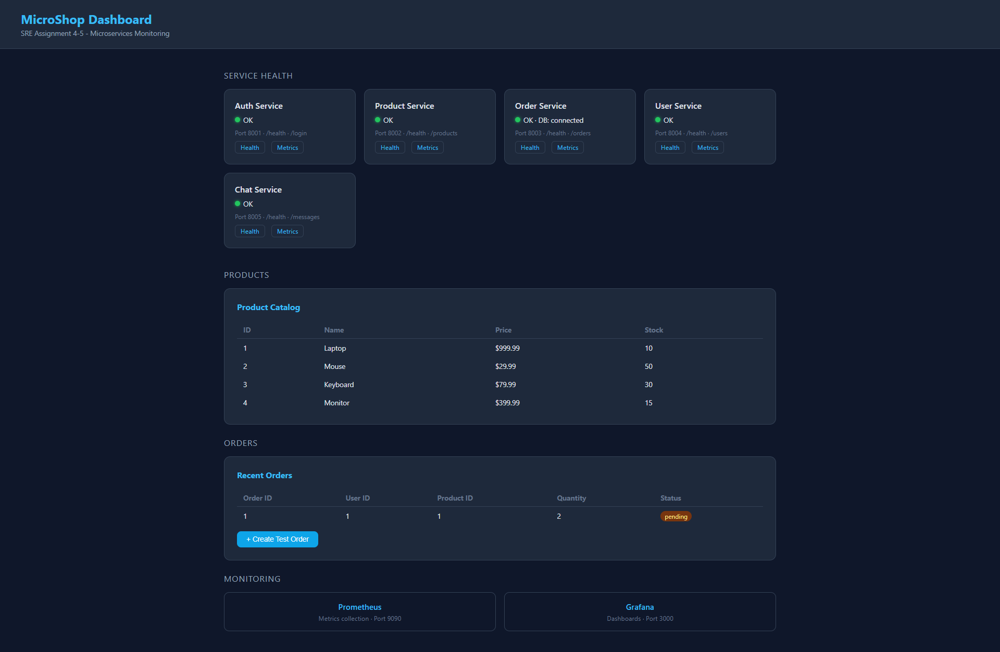 MicroShop Dashboard
SRE Assignment 4-5 - Microservices Monitoring
SERVICE HEALTH
Auth Service
OK
Port 8001 · /health · /login
Health Metrics
Product Service
OK
Port 8002 · /health · /products
Health Metrics
Order Service
OK · DB: connected
Port 8003 · /health · /orders
Health Metrics
User Service
OK
Port 8004 · /health · /users
Health Metrics
Chat Service
OK
Port 8005 · /health · /messages
Health Metrics
PRODUCTS
Product Catalog
ID Name Price Stock
1 Laptop $999.99 10
2 Mouse $29.99 50
3 Keyboard $79.99 30
4 Monitor $399.99 15
ORDERS
Recent Orders
Order ID User ID Product ID Quantity Status
1 1 1 2 pending
+ Create Test Order
MONITORING
Prometheus
Metrics collection · Port 9090
Grafana
Dashboards · Port 3000